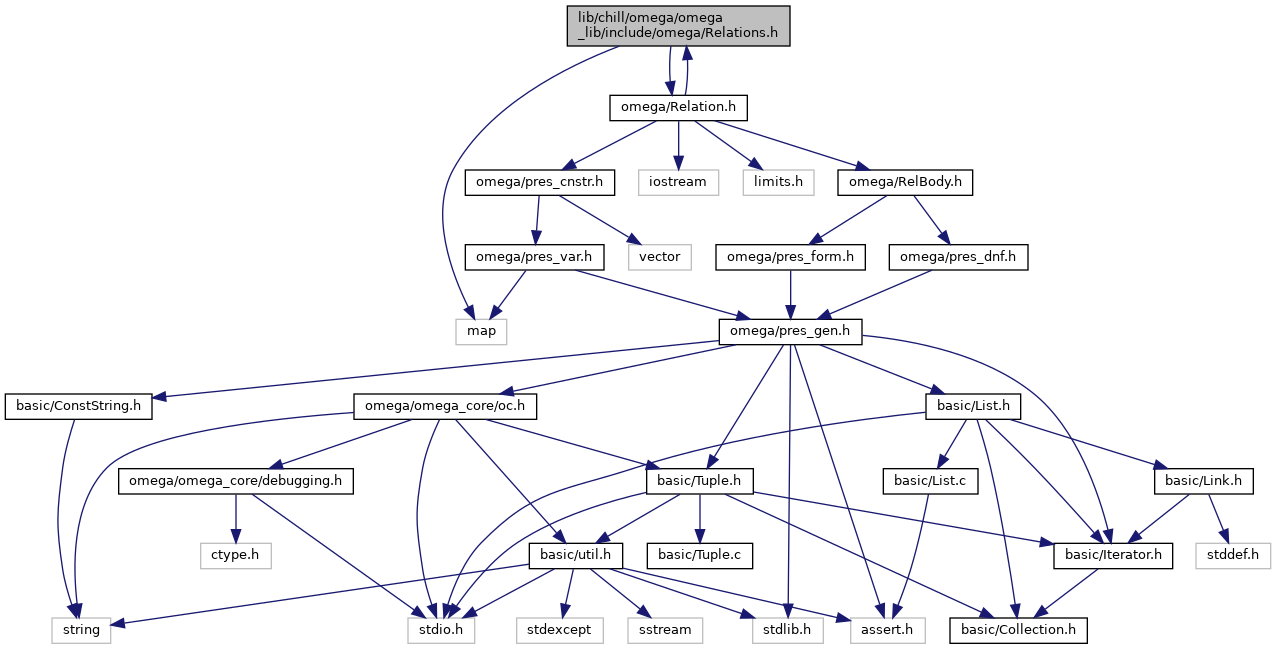 lib/chill/omega/omega
_lib/include/omega/Relations.h
omega/Relation.h
omega/pres_cnstr.h
iostream
limits.h
omega/RelBody.h
omega/pres_var.h
vector
omega/pres_form.h
omega/pres_dnf.h
map
omega/pres_gen.h
basic/ConstString.h
omega/omega_core/oc.h
basic/List.h
omega/omega_core/debugging.h
basic/Tuple.h
basic/List.c
basic/Link.h
ctype.h
basic/util.h
basic/Tuple.c
basic/Iterator.h
stddef.h
string
stdio.h
stdexcept
sstream
stdlib.h
assert.h
basic/Collection.h